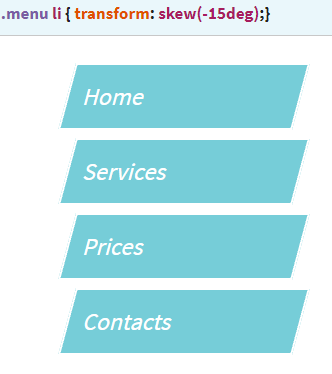 .menu li { transform: skew(-15deg);}
Home
Services
Prices
Contacts